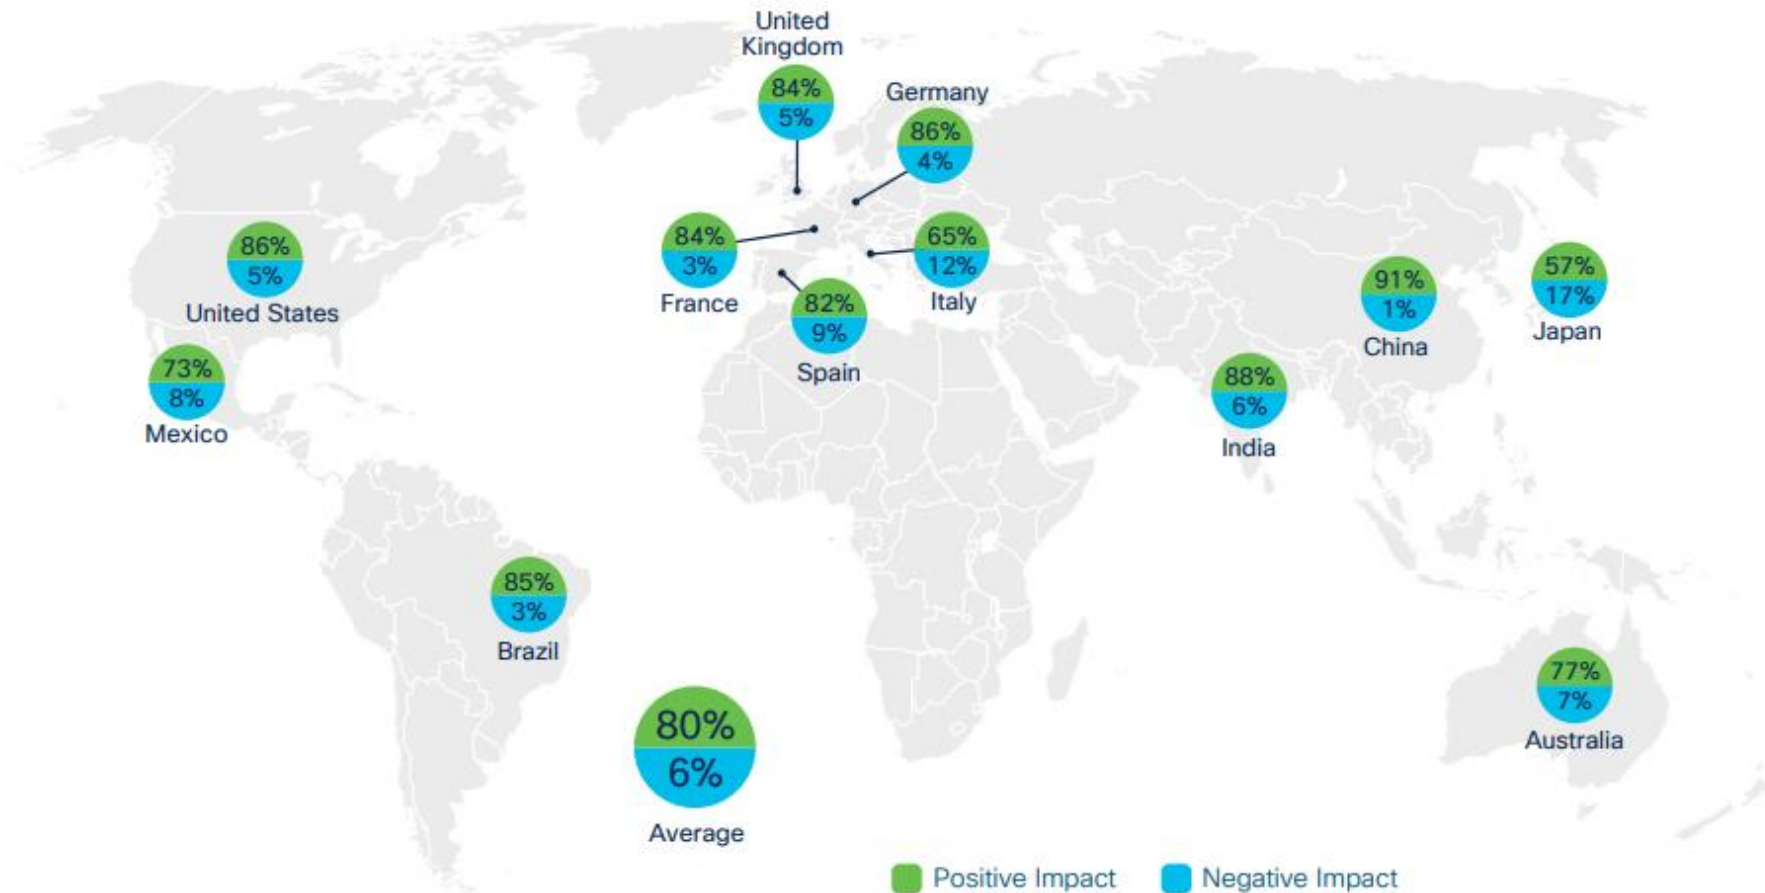 United
Kingdom
84%
5%
Germany
86%
4%
86%
5%
United States
84%
3%
France
65%
12%
Italy
82%
9%
Spain
91%
1%
China
57%
17%
Japan
73%
8%
Mexico
88%
6%
India
85%
3%
Brazil
77%
7%
Australia
80%
6%
Average
Positive Impact
Negative Impact